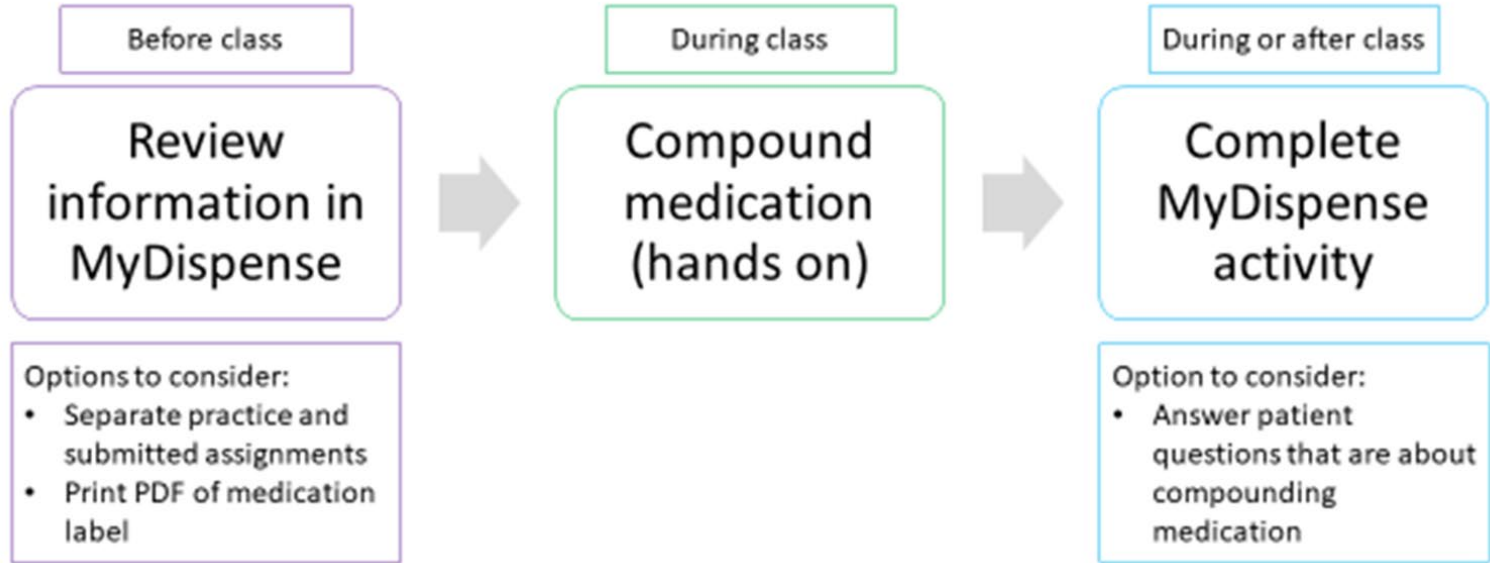 Before class
Review
information in
MyDispense
Options to consider:
• Separate practice and
submitted assignments
• Print PDF of medication
label
During class
Compound
medication
(hands on)
During or after class
Complete
MyDispense
activity
Option to consider:
• Answer patient
questions that are about
compounding
medication